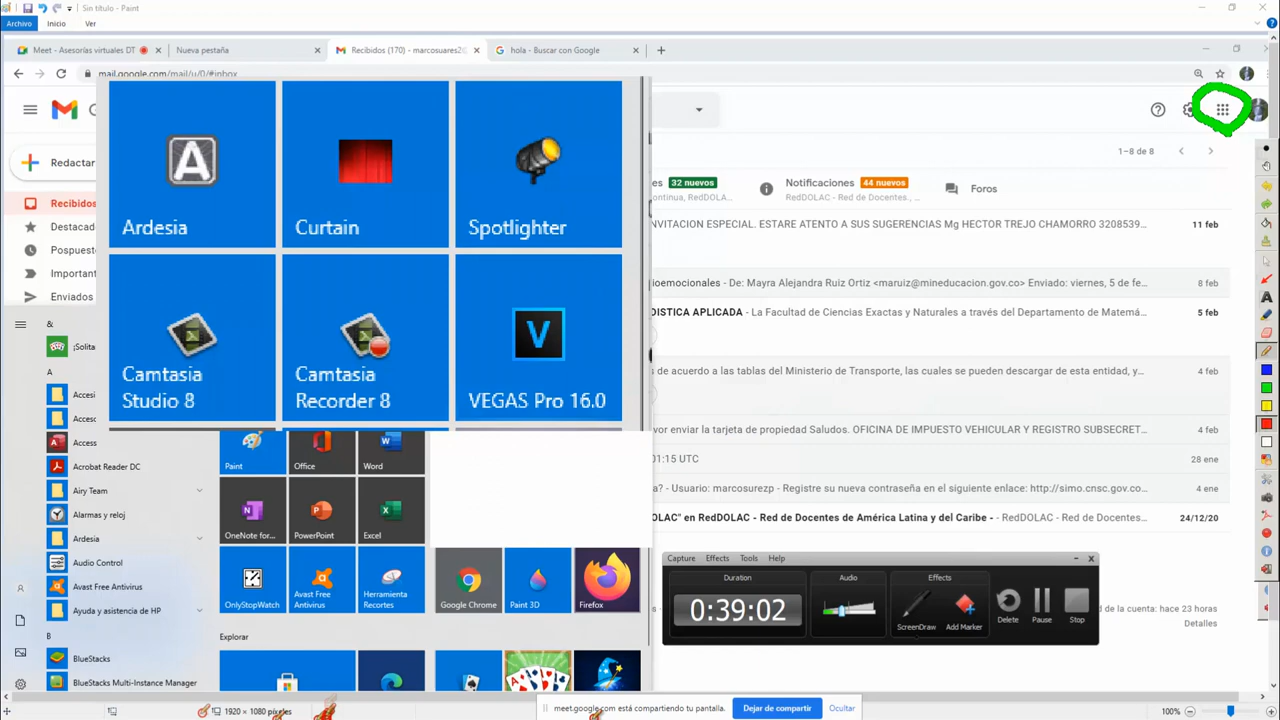 Sin título - Paint
Archivo Inicio Ver
Meet - Asesorías virtuales DT
Nueva pestaña
Recibidos (170) - marcosuares2
hola - Buscar con Google
mail.google.com/mail/u/0/#inbox
Redactar
Recibidos
Destacado
Pospuest
Important
Enviados
1–8 de 8
32 nuevos
Notificaciones 44 nuevos
Foros
RedDOLAC - Red de Docentes., ...
NVITACION ESPECIAL. ESTARE ATENTO A SUS SUGERENCIAS Mg HECTOR TREJO CHAMORRO 3208539... 11 feb
ioemocionales - De: Mayra Alejandra Ruiz Ortiz <maruiz@mineducacion.gov.co> Enviado: viernes, 5 de fe... 8 feb
DISTICA APLICADA - La Facultad de Ciencias Exactas y Naturales a través del Departamento de Matemá... 5 feb
de acuerdo a las tablas del Ministerio de Transporte, las cuales se pueden descargar de esta entidad, y... 4 feb
vor enviar la tarjeta de propiedad Saludos. OFICINA DE IMPUESTO VEHICULAR Y REGISTRO SUBSECRET... 4 feb
01:15 UTC 28 ene
a? - Usuario: marcosurezp - Registre su nueva contraseña en el siguiente enlace: http://simo.cnsc.gov.co... 4 ene
OLAC" en RedDOLAC - Red de Docentes de América Latina y del Caribe - RedDOLAC - Red de Docentes... 24/12/20
Ardesia
Curtain
Spotlighter
Camtasia
Studio 8
Camtasia
Recorder 8
VEGAS Pro 16.0
&
¡Solita
A
Accesi
Acceso
Access
Acrobat Reader DC
Airy Team
Alarmas y reloj
Ardesia
Audio Control
Avast Free Antivirus
Ayuda y asistencia de HP
B
BlueStacks
BlueStacks Multi-Instance Manager
Paint
Office
Word
OneNote for...
PowerPoint
Excel
OnlyStopWatch
Avast Free
Antivirus
Herramienta
Recortes
Google Chrome
Paint 3D
Firefox
Explorar
Capture Effects Tools Help
Duration
0:39:02
Audio
Effects
ScreenDraw
Add Marker
Delete
Pause
Stop
d de la cuenta: hace 23 horas
Detalles
1920 × 1080 píxeles
meet.google.com está compartiendo tu pantalla.
Dejar de compartir
Ocultar
100%